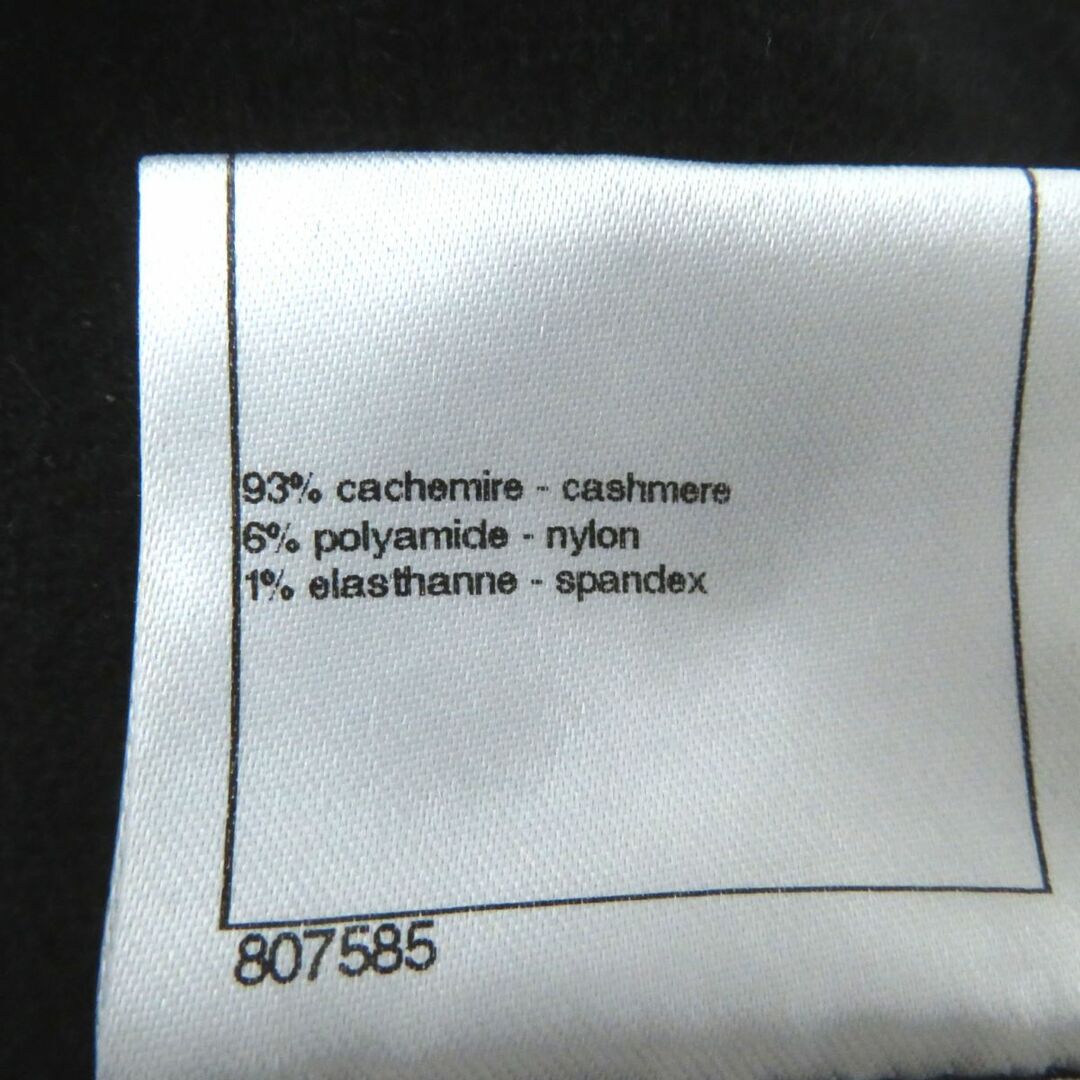 93% cachemire - cashmere
6% polyamide - nylon
1% elasthanne - spandex
807585